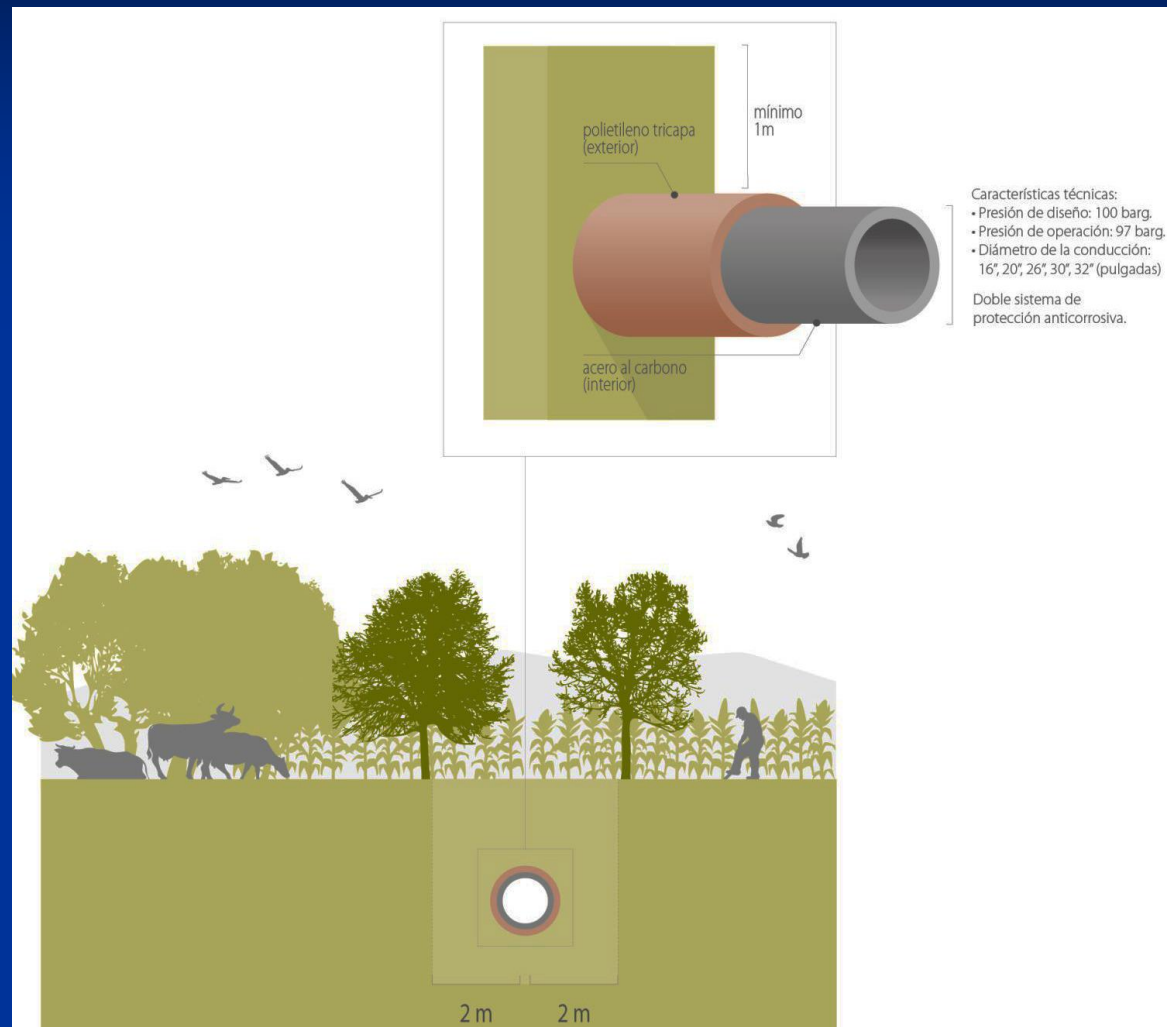 mínimo
1m
polietileno tricapa
(exterior)
acero al carbono
(interior)
Características técnicas:
• Presión de diseño: 100 barg.
• Presión de operación: 97 barg.
• Diámetro de la conducción:
16”, 20”, 26”, 30”, 32” (pulgadas)
Doble sistema de
protección anticorrosiva.
2 m 2 m